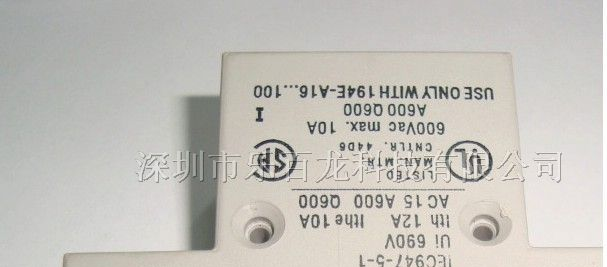 IEC947-5-1
Ui 690V
Ith 12A Ithe 10A
AC 15 A600 Q600
LISTED
MAN. MTR
CNTLR. 44D6
UL
600Vac max. 10A
A600 Q600
I
USE ONLY WITH 194E-A16...100
深圳市乐百龙科技有限公司